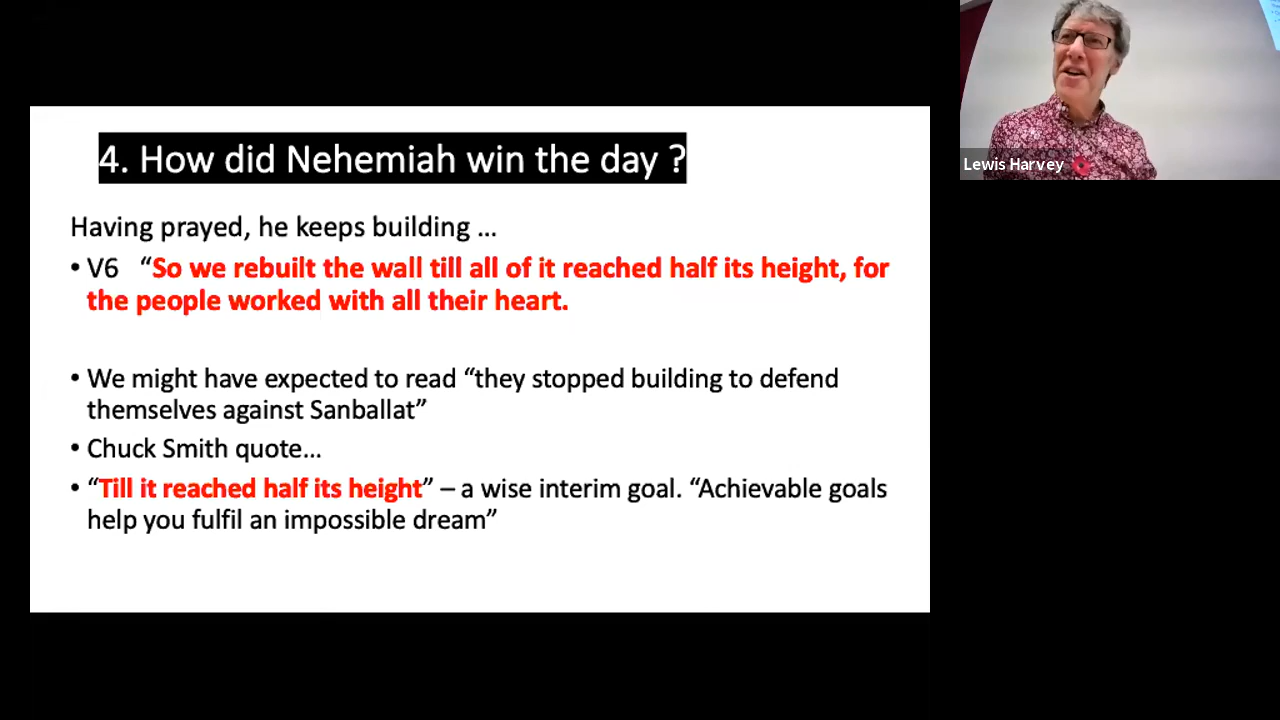 4. How did Nehemiah win the day ?
Having prayed, he keeps building ...
• V6 “So we rebuilt the wall till all of it reached half its height, for
the people worked with all their heart.
• We might have expected to read “they stopped building to defend
themselves against Sanballat”
• Chuck Smith quote...
• “Till it reached half its height” – a wise interim goal. “Achievable goals
help you fulfil an impossible dream”
Lewis Harvey